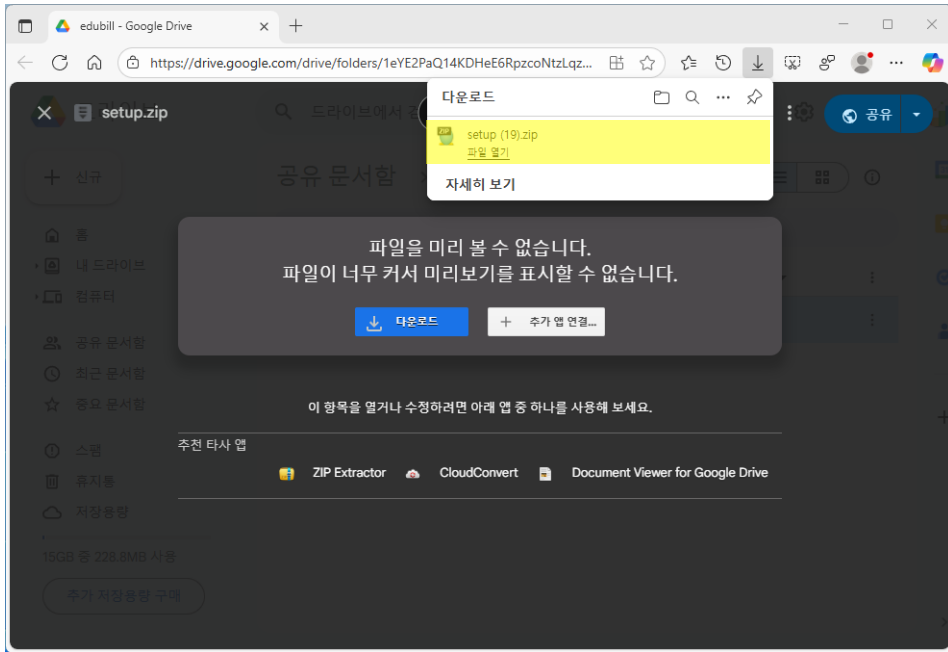 edubill - Google Drive
https://drive.google.com/drive/folders/1eYE2PaQ14KDHeE6RpzcoNtzLqz...
setup.zip
드라이브에서
공유
다운로드
ZIP
setup (19).zip
파일 열기
자세히 보기
신규
공유 문서함
홈
내 드라이브
컴퓨터
공유 문서함
최근 문서함
중요 문서함
스팸
휴지통
저장용량
15GB 중 228.8MB 사용
추가 저장용량 구매
파일을 미리 볼 수 없습니다.
파일이 너무 커서 미리보기를 표시할 수 없습니다.
다운로드
추가 앱 연결...
이 항목을 열거나 수정하려면 아래 앱 중 하나를 사용해 보세요.
추천 타사 앱
ZIP Extractor
CloudConvert
Document Viewer for Google Drive